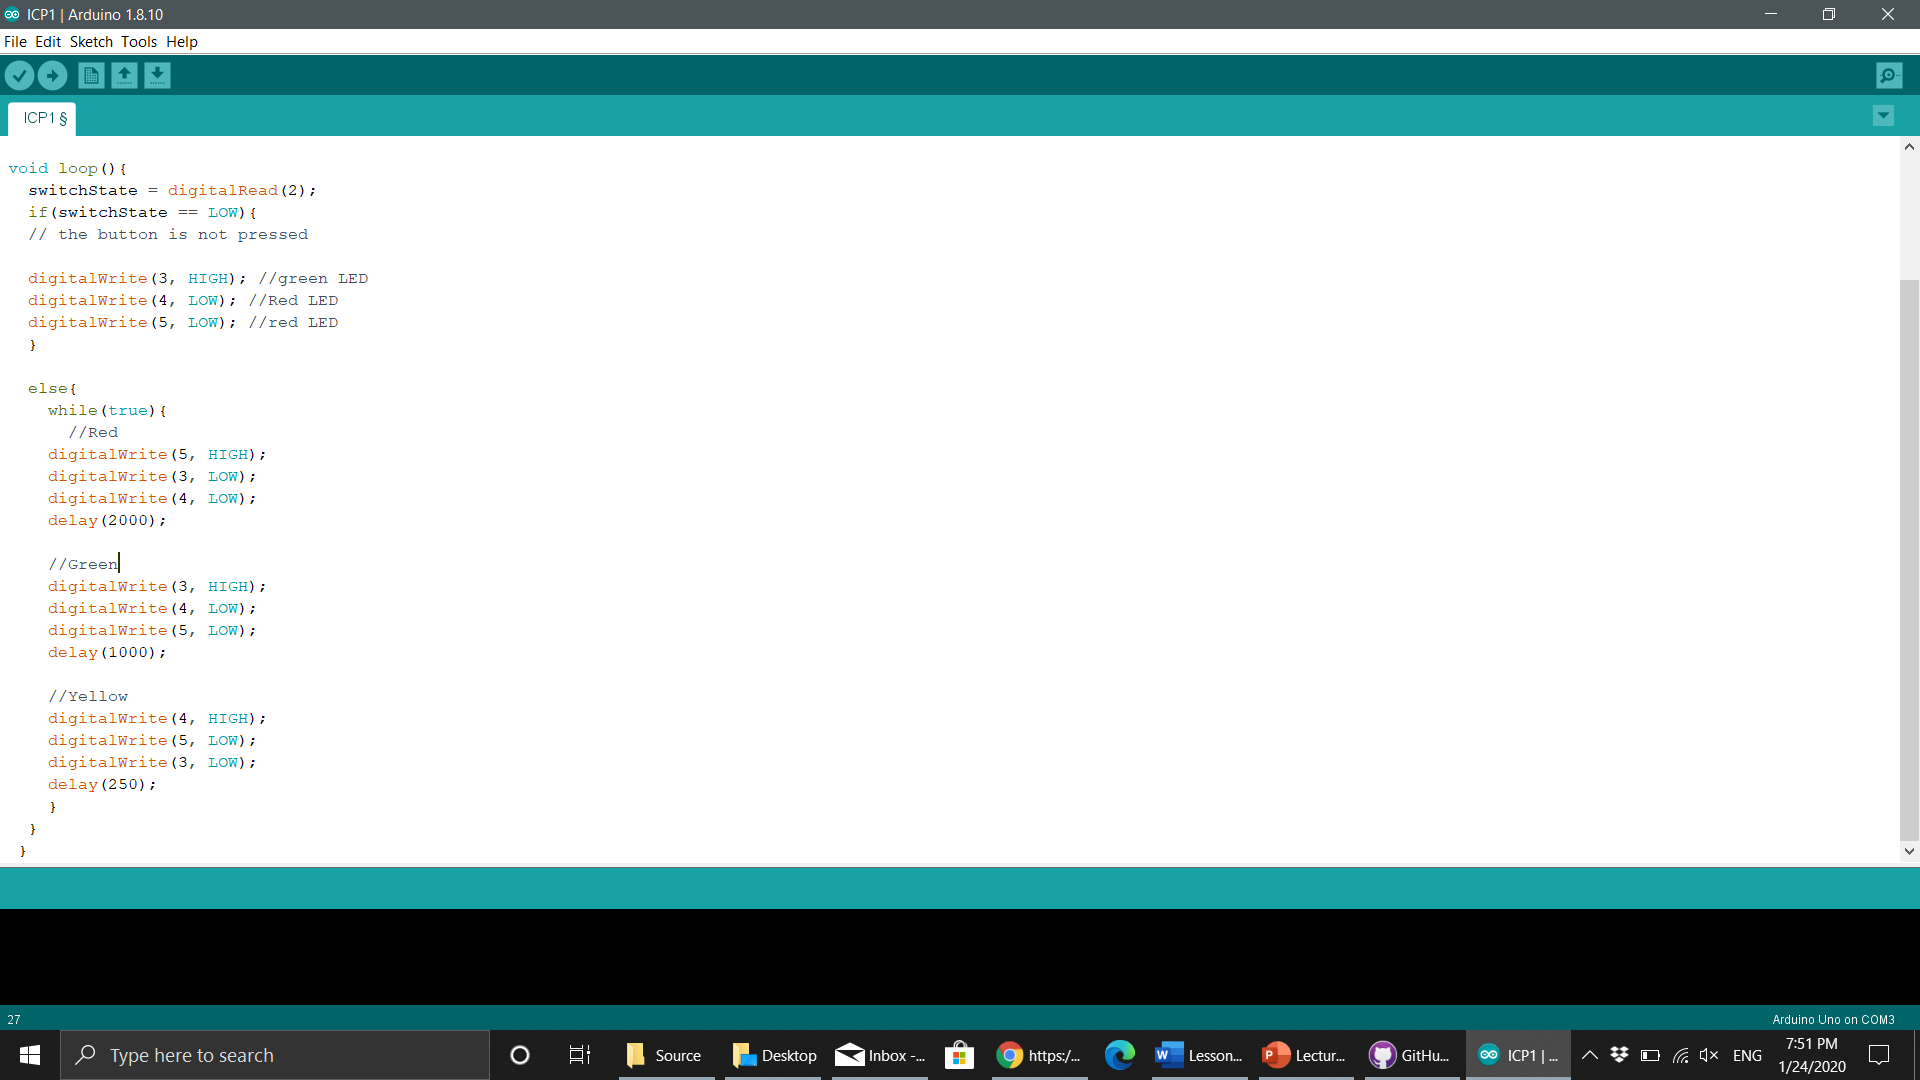 ICP1 | Arduino 1.8.10
File Edit Sketch Tools Help
ICP1 §
void loop(){
  switchState = digitalRead(2);
  if(switchState == LOW){
  // the button is not pressed
  digitalWrite(3, HIGH); //green LED
  digitalWrite(4, LOW); //Red LED
  digitalWrite(5, LOW); //red LED
  }
  else{
    while(true){
      //Red
    digitalWrite(5, HIGH);
    digitalWrite(3, LOW);
    digitalWrite(4, LOW);
    delay(2000);
    //Green
    digitalWrite(3, HIGH);
    digitalWrite(4, LOW);
    digitalWrite(5, LOW);
    delay(1000);
    //Yellow
    digitalWrite(4, HIGH);
    digitalWrite(5, LOW);
    digitalWrite(3, LOW);
    delay(250);
    }
  }
 }
27
Arduino Uno on COM3
Type here to search
Source
Desktop
Inbox -...
https:/...
Lesson...
Lectur...
GitHu...
ICP1 | ...
ENG
7:51 PM
1/24/2020